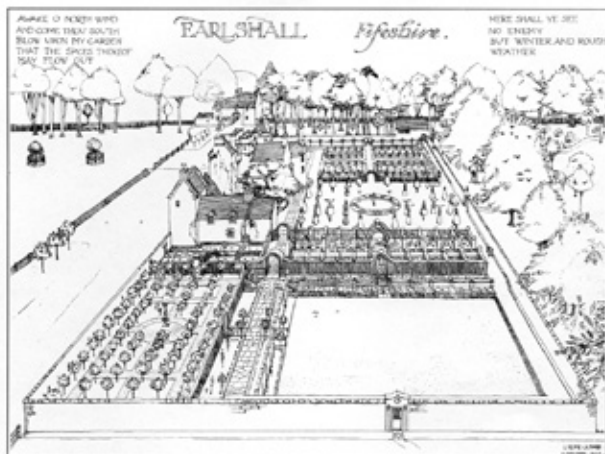 AWAKE O NORTH WIND
AND COME THOU SOUTH
BLOW UPON MY GARDEN
THAT THE SPICES THEREOF
MAY FLOW OUT
EARLSHALL Fifeshire.
HERE SHALL YE SEE
NO ENEMY
BUT WINTER AND ROUGH
WEATHER